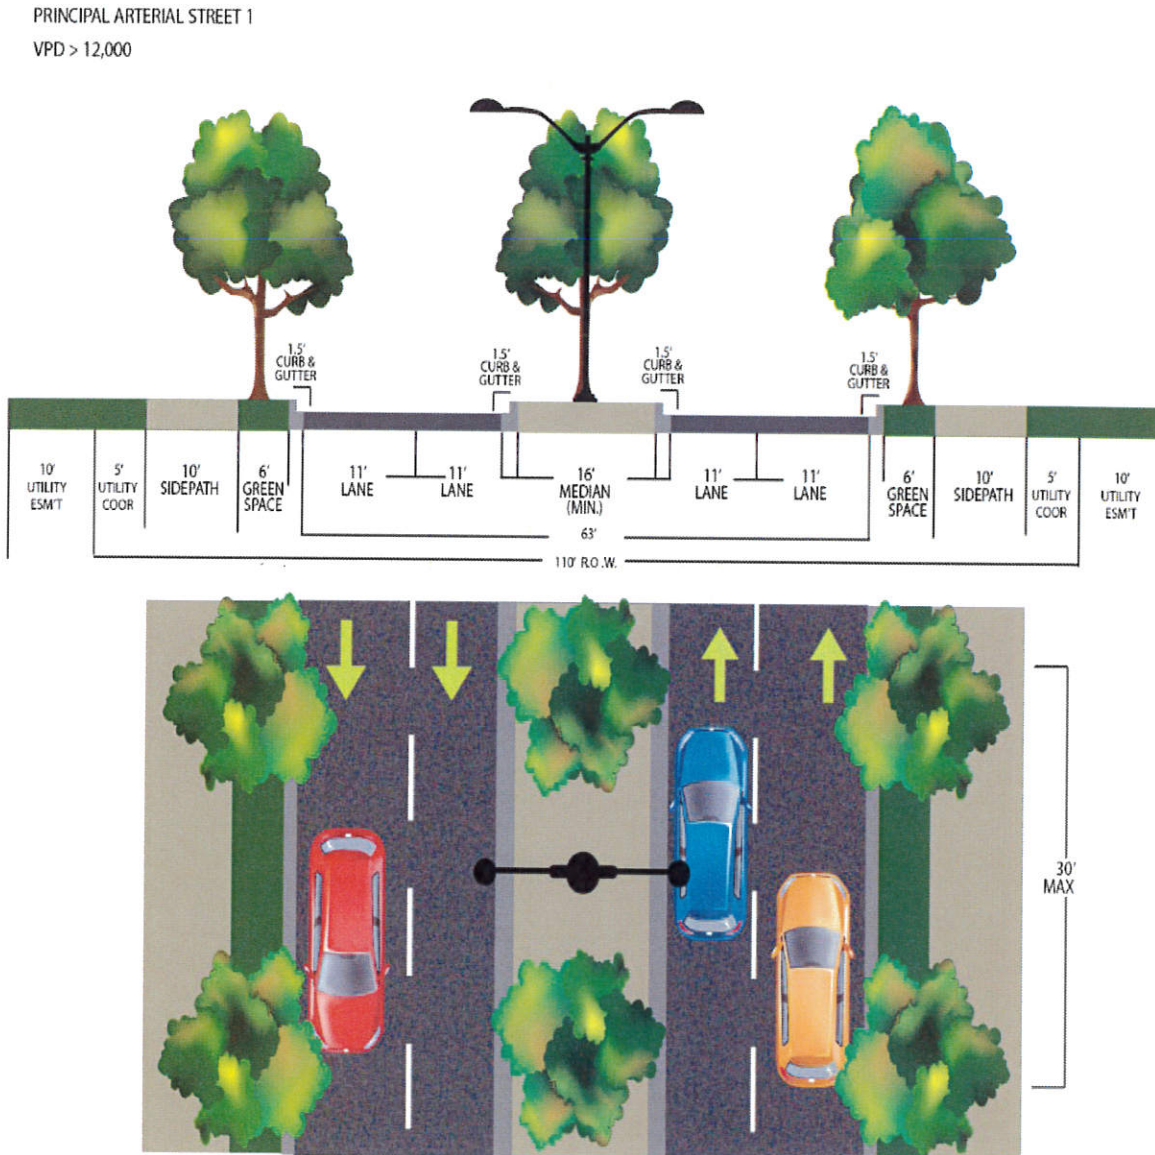 PRINCIPAL ARTERIAL STREET 1
VPD > 12,000
1.5'
CURB &
GUTTER
1.5'
CURB &
GUTTER
1.5'
CURB &
GUTTER
1.5'
CURB &
GUTTER
10'
UTILITY
ESM'T
5'
UTILITY
COOR
10'
SIDEPATH
6'
GREEN
SPACE
11'
LANE
11'
LANE
16'
MEDIAN
(MIN.)
11'
LANE
11'
LANE
6'
GREEN
SPACE
10'
SIDEPATH
5'
UTILITY
COOR
10'
UTILITY
ESM'T
63'
110' R.O.W.
30'
MAX